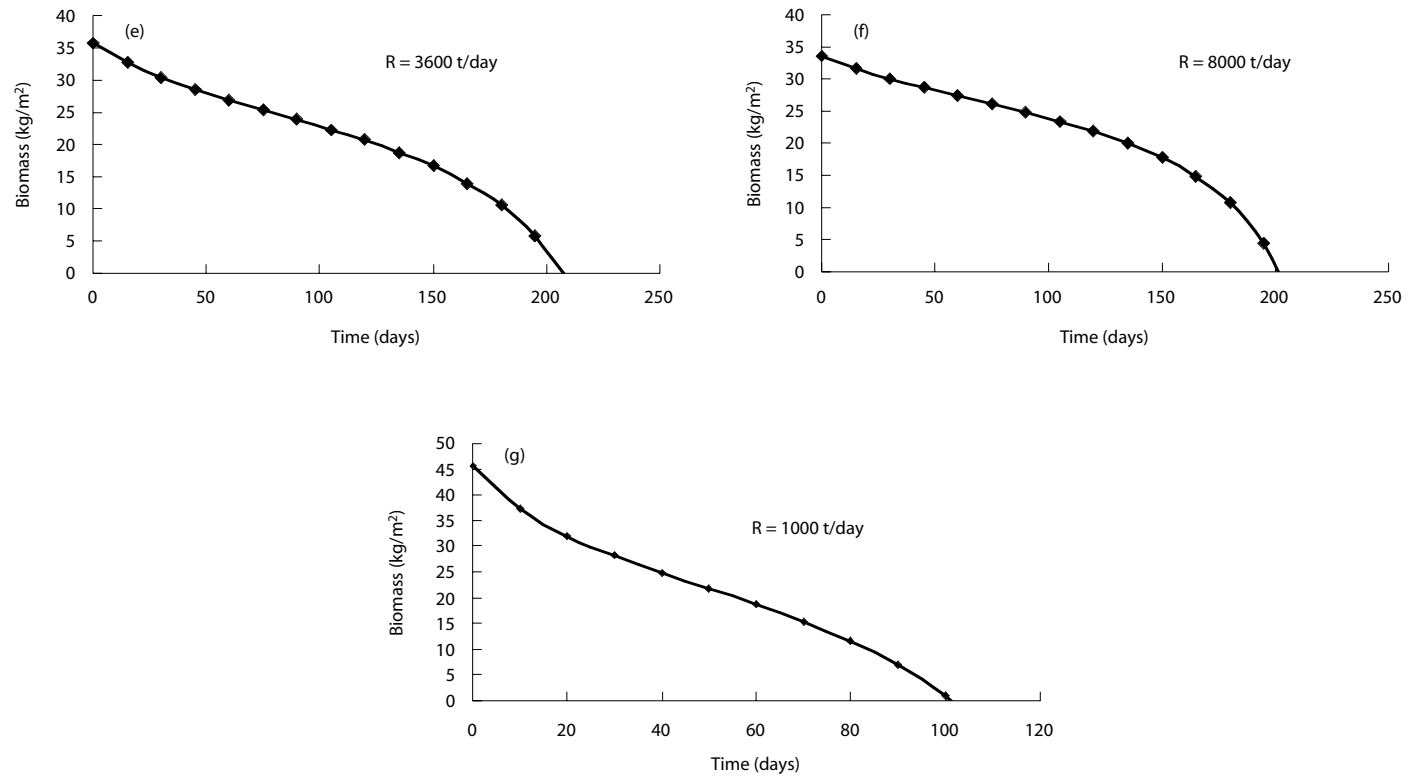 (e)
R = 3600 t/day
Biomass (kg/m²)
40
35
30
25
20
15
10
5
0
0 50 100 150 200 250
Time (days)
(f)
R = 8000 t/day
Biomass (kg/m²)
40
35
30
25
20
15
10
5
0
0 50 100 150 200 250
Time (days)
(g)
R = 1000 t/day
Biomass (kg/m²)
50
45
40
35
30
25
20
15
10
5
0
0 20 40 60 80 100 120
Time (days)